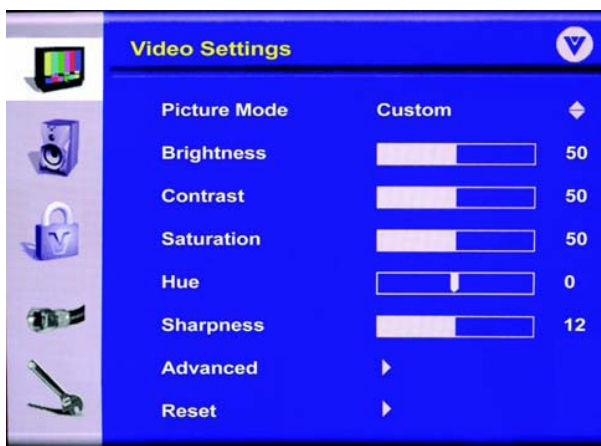 Video Settings
Picture Mode Custom
Brightness 50
Contrast 50
Saturation 50
Hue 0
Sharpness 12
Advanced
Reset